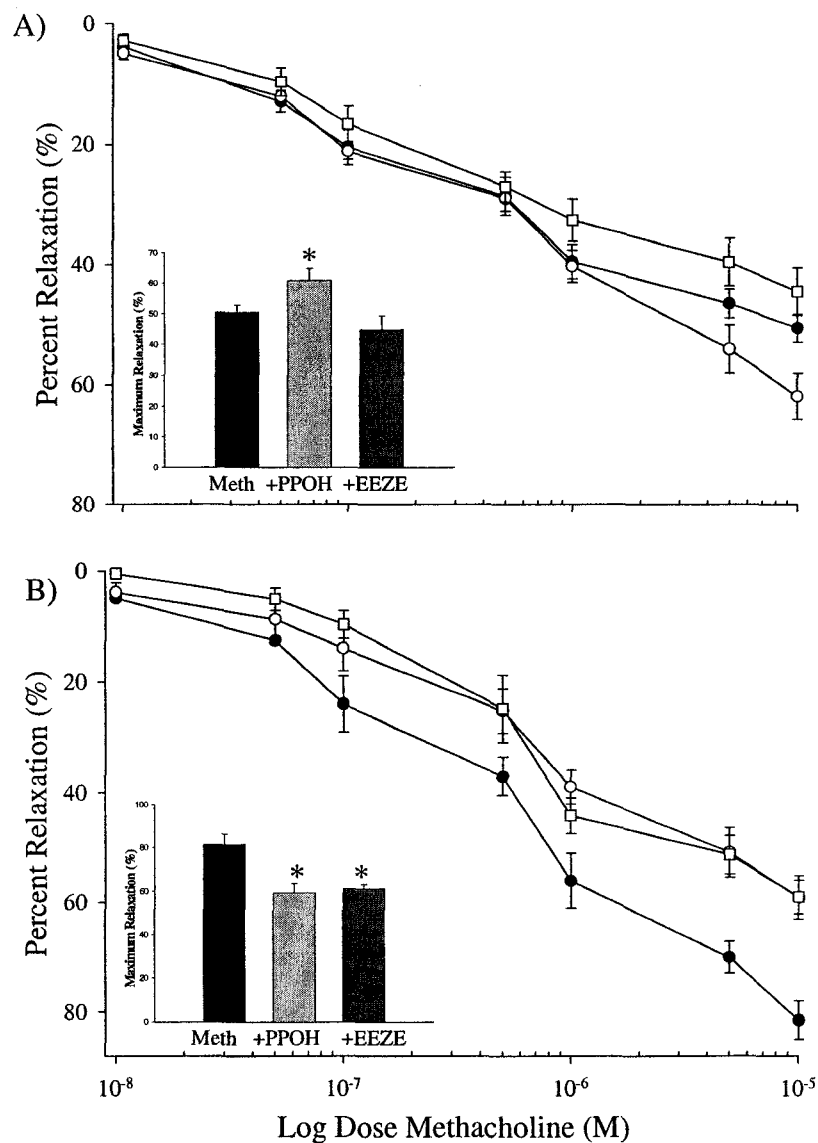 A)
Percent Relaxation (%)
0
20
40
60
80
Maximum Relaxation (%)
70
60
50
40
30
20
10
0
*
Meth +PPOH +EEZE
B)
Percent Relaxation (%)
0
20
40
60
80
Maximum Relaxation (%)
100
80
60
40
20
0
* *
Meth +PPOH +EEZE
10⁻⁸ 10⁻⁷ 10⁻⁶ 10⁻⁵
Log Dose Methacholine (M)